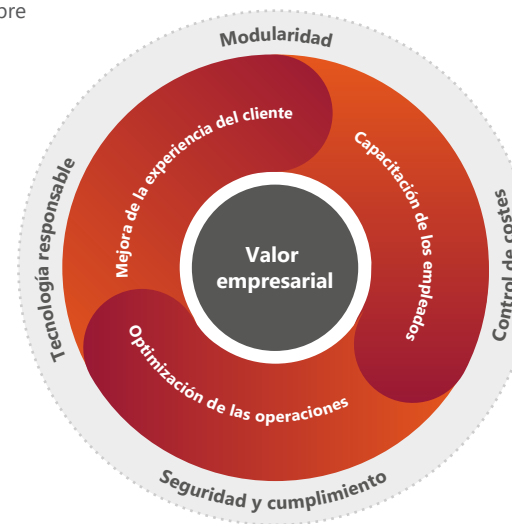 bre
Modularidad
Mejora de la experiencia del cliente
Capacitación de los empleados
Tecnología responsable
Valor
empresarial
Control de costes
Optimización de las operaciones
Seguridad y cumplimiento